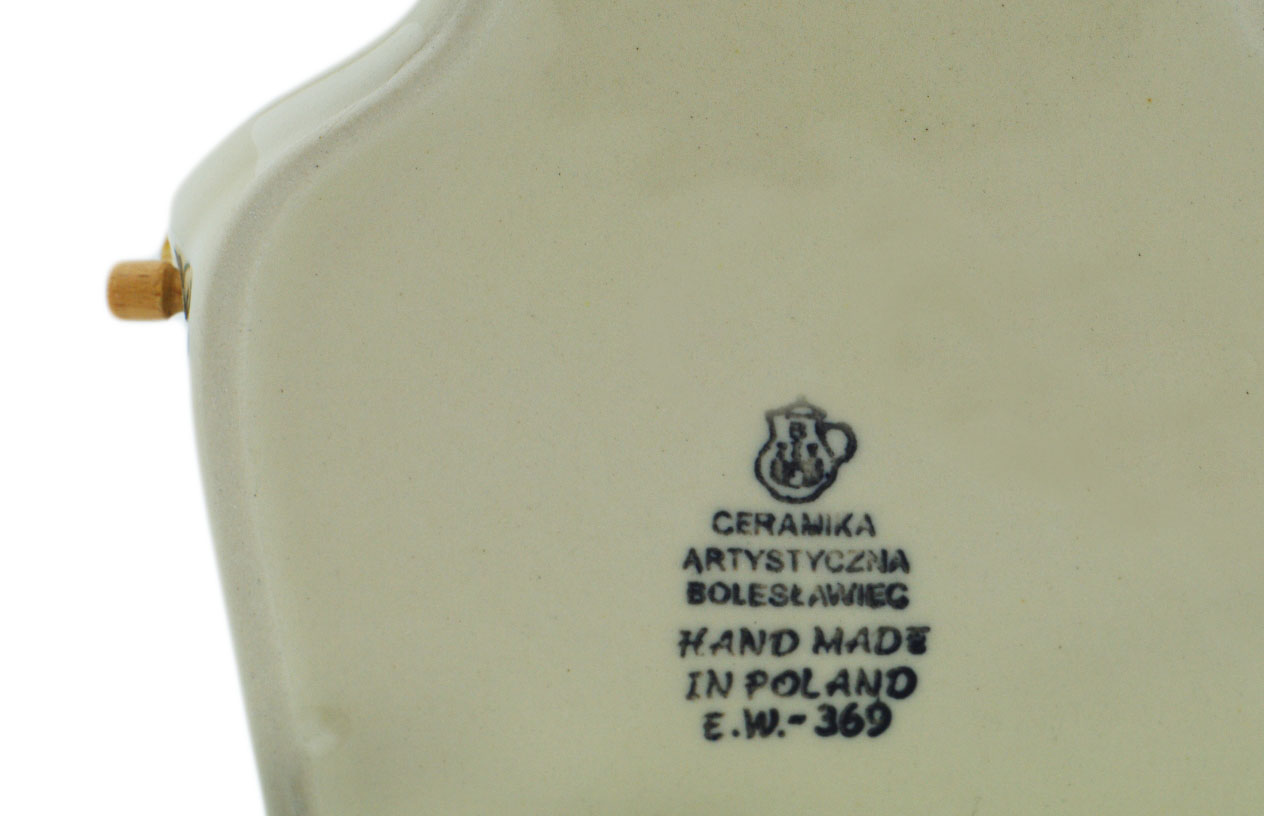 B
CERAMIKA
ARTYSTYCZNA
BOLESŁAWIEC
HAND MADE
IN POLAND
E.W.-369